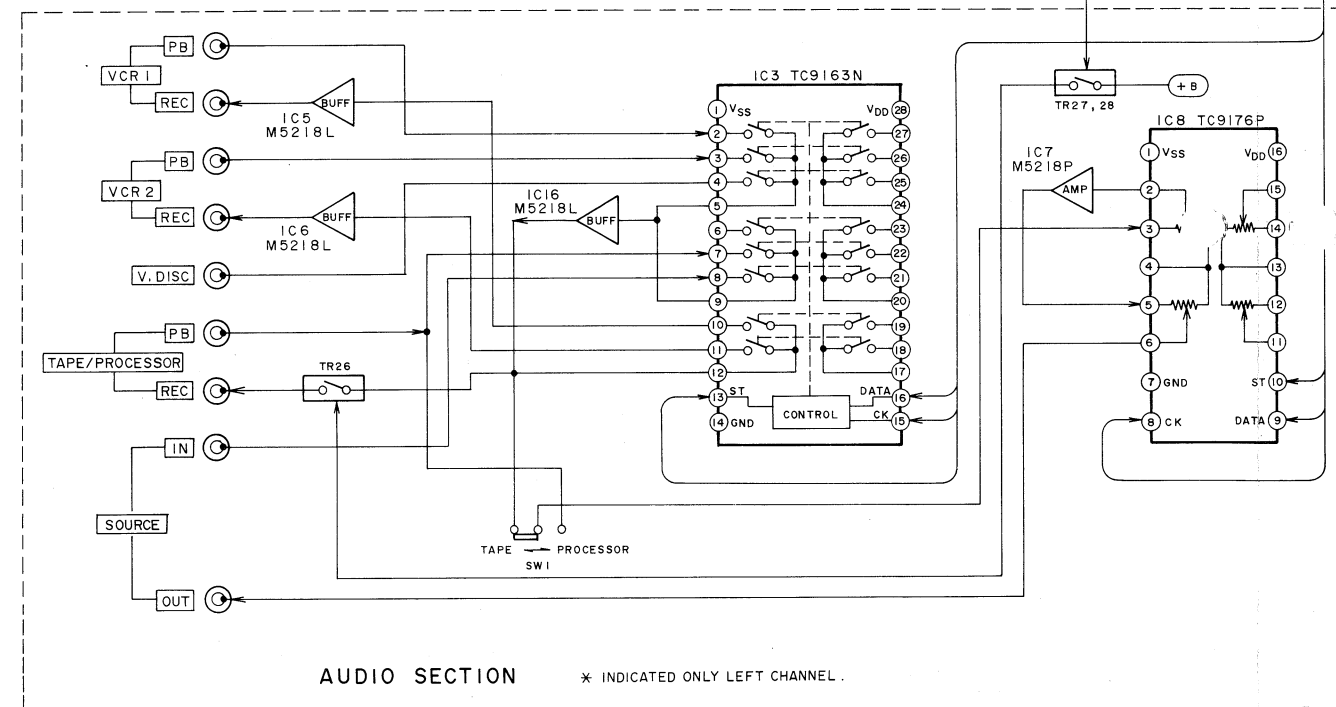 PB
VCR 1
REC
BUFF
IC5
M5218L
PB
VCR 2
REC
BUFF
IC6
M5218L
V. DISC
PB
TAPE/PROCESSOR
REC
TR26
IN
SOURCE
OUT
IC16
M5218L
BUFF
TAPE
PROCESSOR
SW1
IC3 TC9163N
1 VSS
VDD 28
2
27
3
26
4
25
5
24
6
23
7
22
8
21
9
20
10
19
11
18
12
17
13 ST
DATA 16
CONTROL
14 GND
CK 15
TR27, 28
+B
IC7
M5218P
AMP
IC8 TC9176P
1 VSS
VDD 16
2
15
3
14
4
13
5
12
6
11
7 GND
ST 10
8 CK
DATA 9
AUDIO SECTION
* INDICATED ONLY LEFT CHANNEL.